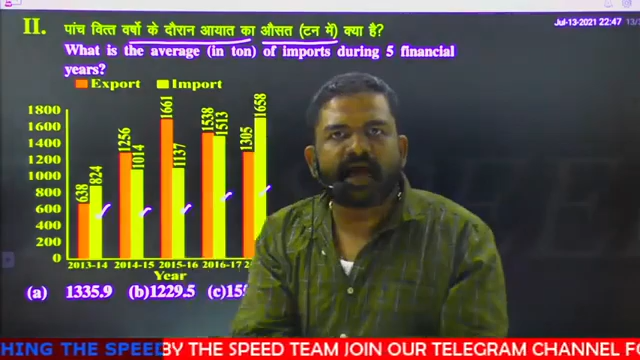 II. पांच वित्त वर्षो के दौरान आयात का औसत (टन में) क्या है?
Jul-13-2021 22:47
What is the average (in ton) of imports during 5 financial
years?
Export Import
1800
1600
1400
1200
1000
800
600
400
200
0
638 824 1256 1014 1661 1137 1538 1513 1305 1658
2013-14 2014-15 2015-16 2016-17
Year
(a) 1335.9 (b)1229.5 (c)
HING THE SPEED BY THE SPEED TEAM JOIN OUR TELEGRAM CHANNEL